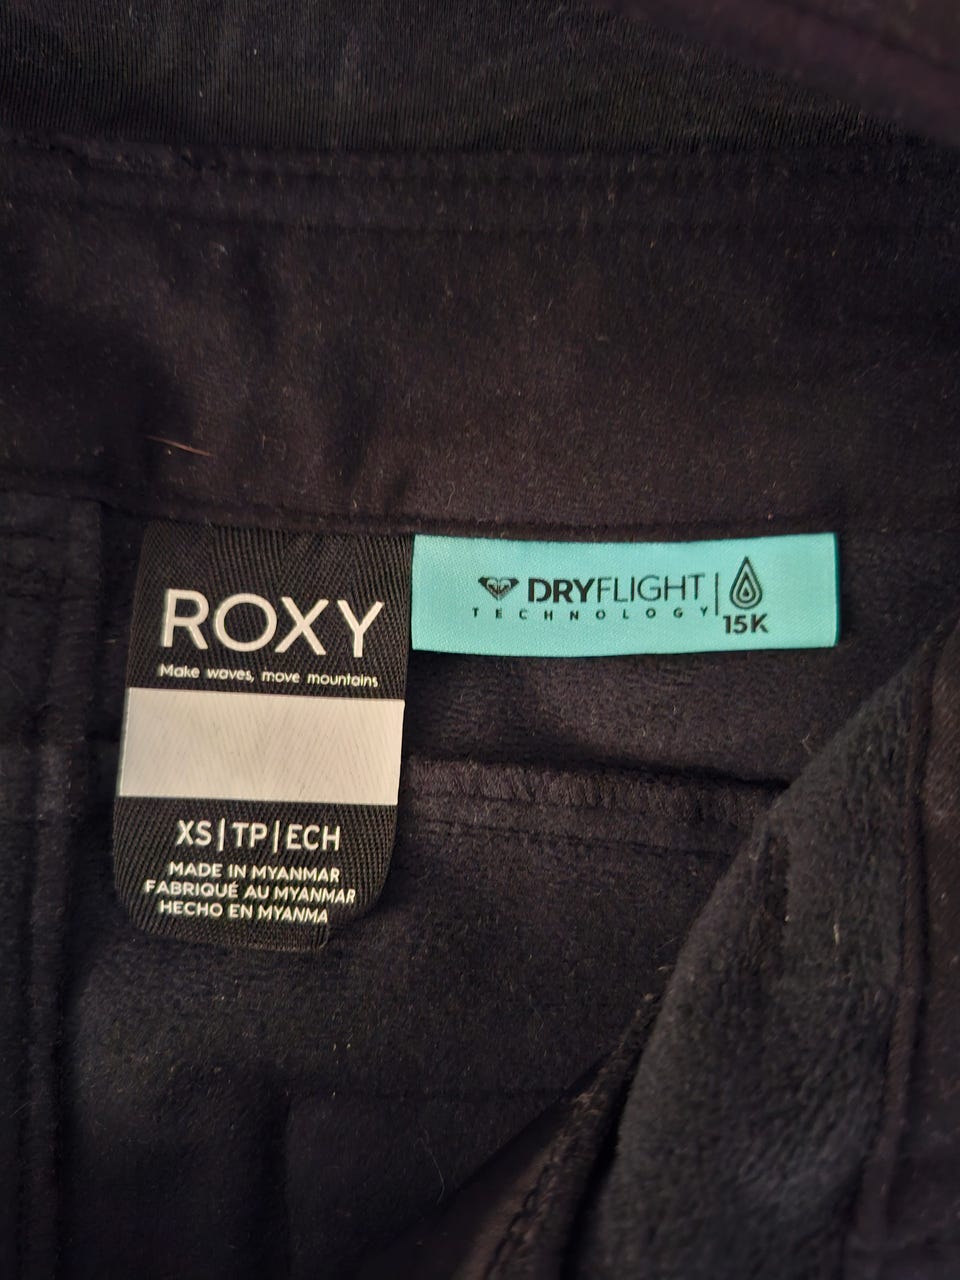 ROXY
Make waves, move mountains
XS|TP|ECH
MADE IN MYANMAR
FABRIQUÉ AU MYANMAR
HECHO EN MYANMA
DRYFLIGHT
TECHNOLOGY
15K